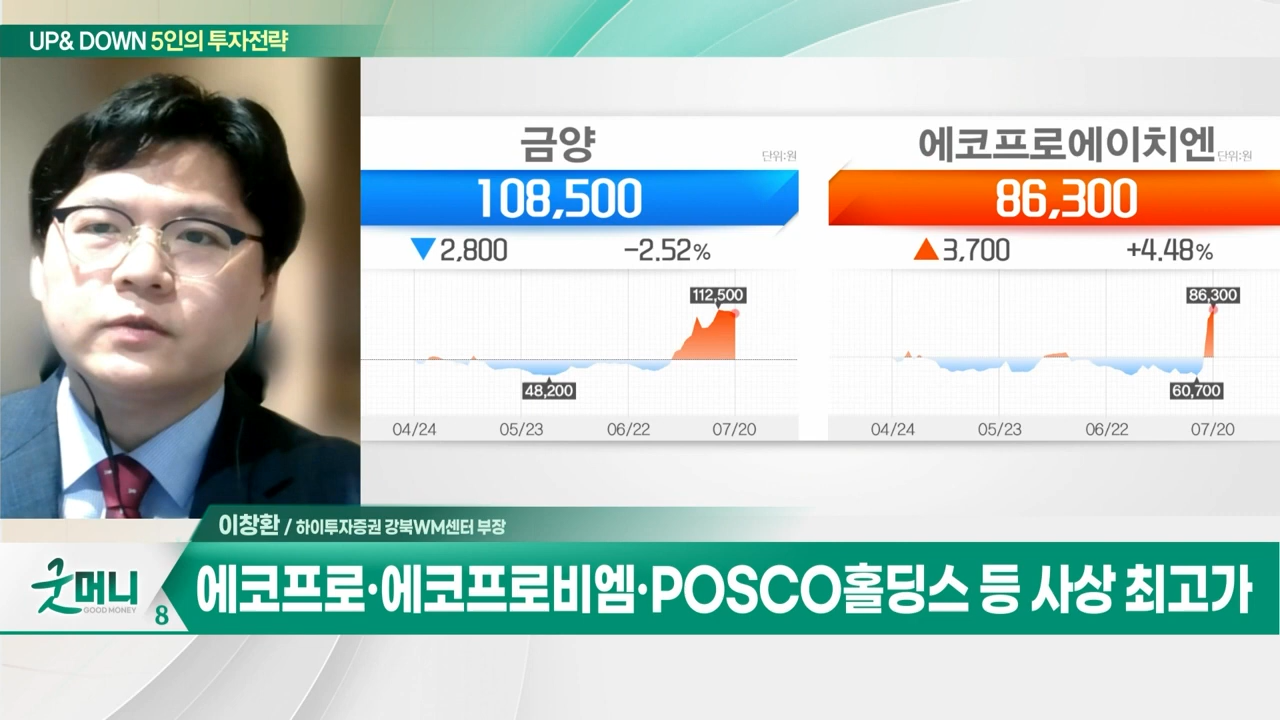 UP& DOWN 5인의 투자전략
금양
단위:원
108,500
▼2,800 -2.52%
112,500
48,200
04/24 05/23 06/22 07/20
에코프로에이치엔
단위:원
86,300
▲3,700 +4.48%
86,300
60,700
04/24 05/23 06/22 07/20
이창환 / 하이투자증권 강북WM센터 부장
에코프로·에코프로비엠·POSCO홀딩스 등 사상 최고가
굿머니
GOOD MONEY
8